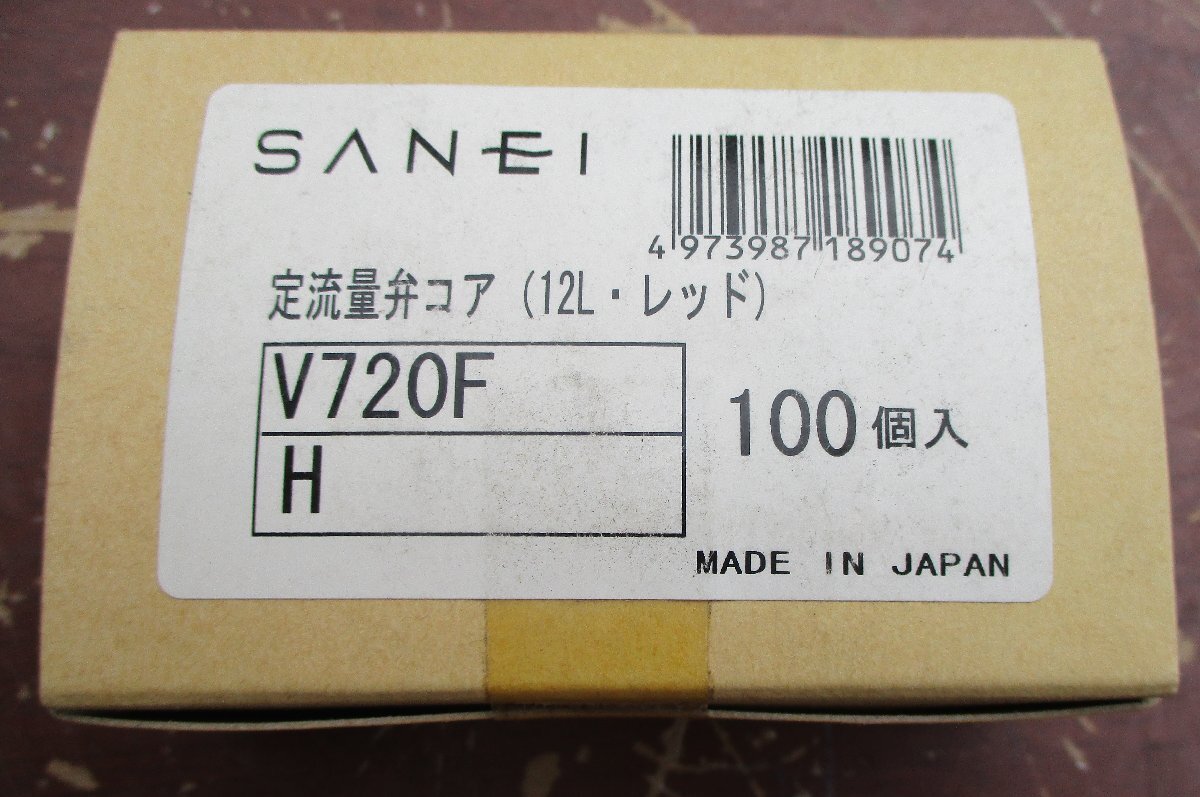 SANEI
4973987189074
定流量弁コア (12L・レッド)
V720F
H
100個入
MADE IN JAPAN